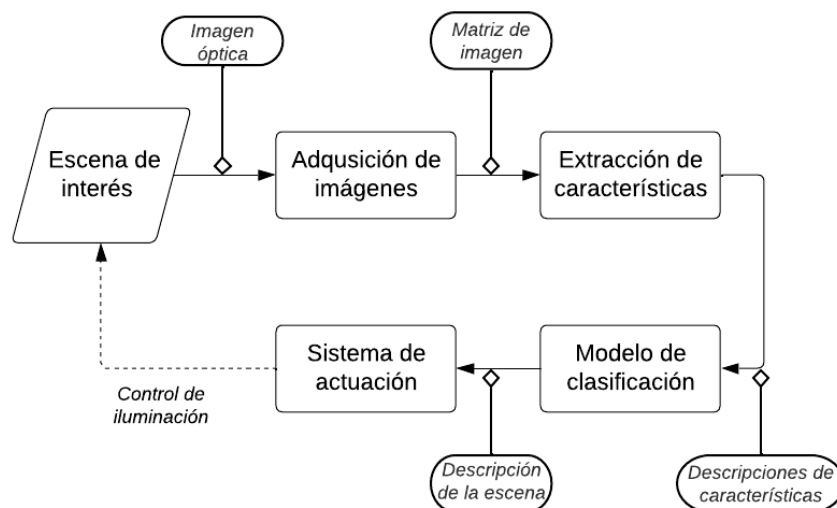 Imagen
óptica
Matriz de
imagen
Escena de
interés
Adqusición de
imágenes
Extracción de
características
Sistema de
actuación
Modelo de
clasificación
Control de
iluminación
Descripción
de la escena
Descripciones de
características